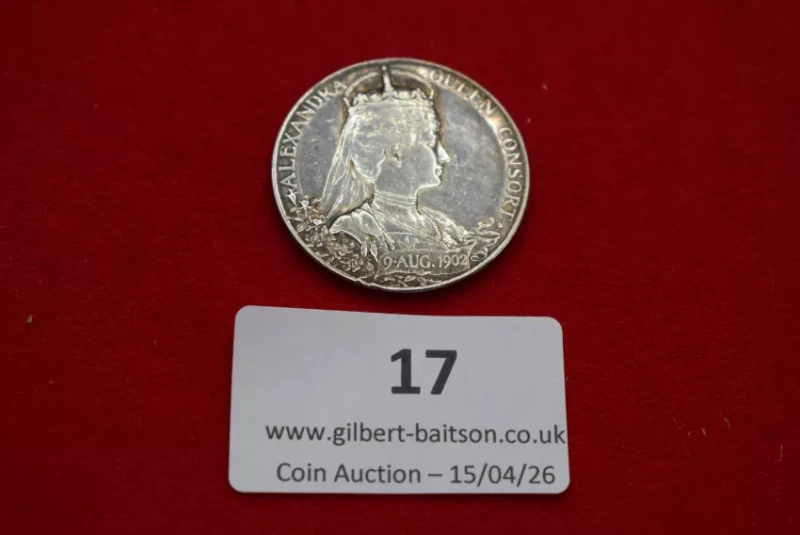 ALEXANDRA QUEEN CONSORT
9·AUG.1902
17
www.gilbert-baitson.co.uk
Coin Auction – 15/04/26